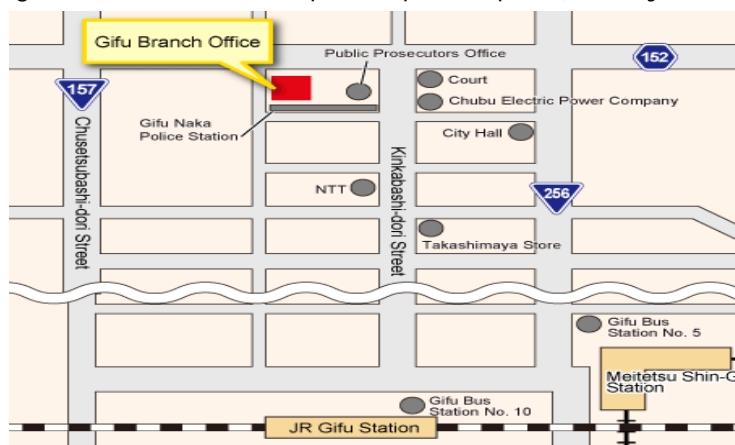 Gifu Branch Office
Public Prosecutors Office
152
157
Court
Chubu Electric Power Company
Gifu Naka
Police Station
City Hall
Chusetsubashi-dori Street
Kinkabashi-dori Street
NTT
256
Takashimaya Store
Gifu Bus
Station No. 5
Meitetsu Shin-G
Station
Gifu Bus
Station No. 10
JR Gifu Station